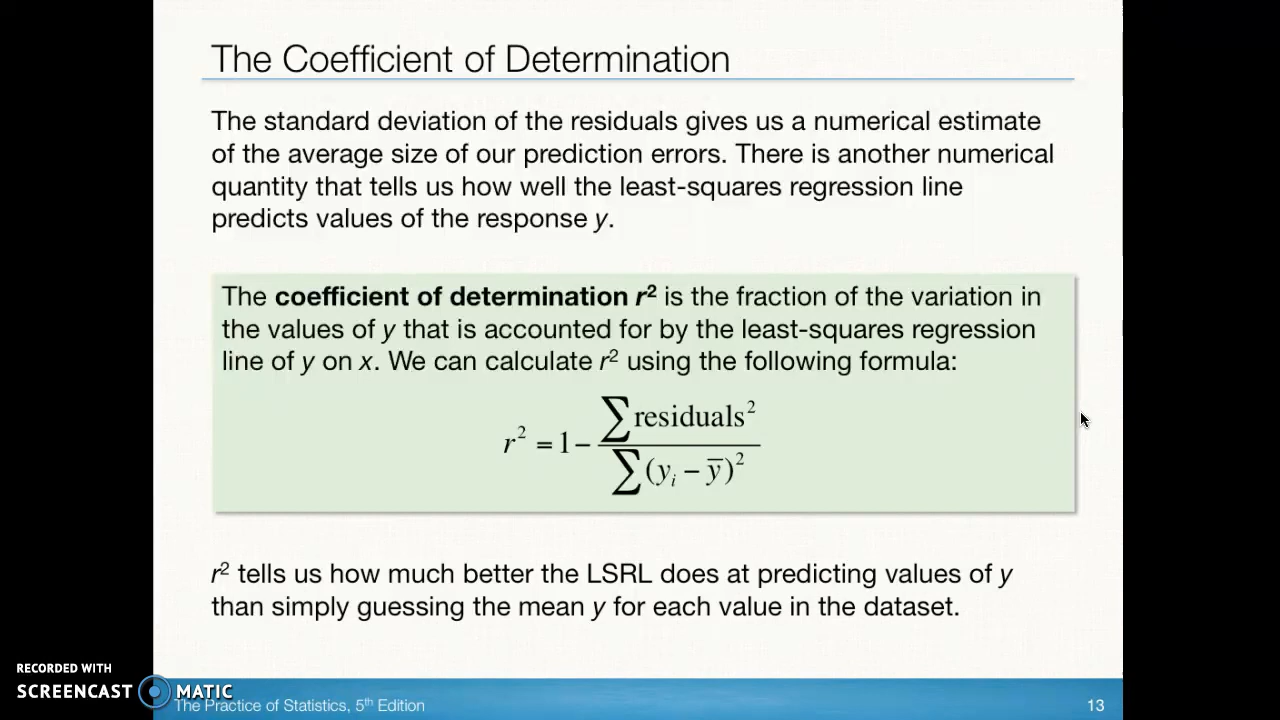 The Coefficient of Determination
The standard deviation of the residuals gives us a numerical estimate
of the average size of our prediction errors. There is another numerical
quantity that tells us how well the least-squares regression line
predicts values of the response y.
The coefficient of determination r² is the fraction of the variation in
the values of y that is accounted for by the least-squares regression
line of y on x. We can calculate r² using the following formula:
r² = 1 − ∑residuals² / ∑(yᵢ − ȳ)²
r² tells us how much better the LSRL does at predicting values of y
than simply guessing the mean y for each value in the dataset.
RECORDED WITH
SCREENCAST MATIC
The Practice of Statistics, 5th Edition
13